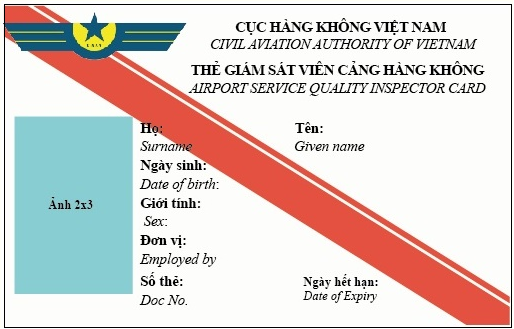 CỤC HÀNG KHÔNG VIỆT NAM
CIVIL AVIATION AUTHORITY OF VIETNAM
THẺ GIÁM SÁT VIÊN CẢNG HÀNG KHÔNG
AIRPORT SERVICE QUALITY INSPECTOR CARD
Họ: Tên:
Surname Given name
Ngày sinh:
Date of birth:
Ảnh 2x3
Giới tính:
Sex:
Đơn vị:
Employed by
Số thẻ: Ngày hết hạn:
Doc No. Date of Expiry